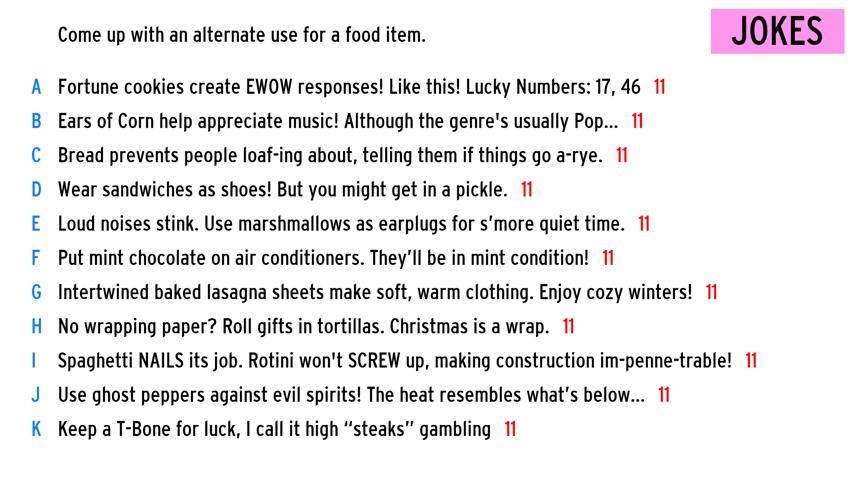 Come up with an alternate use for a food item.
JOKES
A Fortune cookies create EWOW responses! Like this! Lucky Numbers: 17, 46 11
B Ears of Corn help appreciate music! Although the genre's usually Pop... 11
C Bread prevents people loaf-ing about, telling them if things go a-rye. 11
D Wear sandwiches as shoes! But you might get in a pickle. 11
E Loud noises stink. Use marshmallows as earplugs for s'more quiet time. 11
F Put mint chocolate on air conditioners. They'll be in mint condition! 11
G Intertwined baked lasagna sheets make soft, warm clothing. Enjoy cozy winters! 11
H No wrapping paper? Roll gifts in tortillas. Christmas is a wrap. 11
I Spaghetti NAILS its job. Rotini won't SCREW up, making construction im-penne-trable! 11
J Use ghost peppers against evil spirits! The heat resembles what's below... 11
K Keep a T-Bone for luck, I call it high “steaks” gambling 11